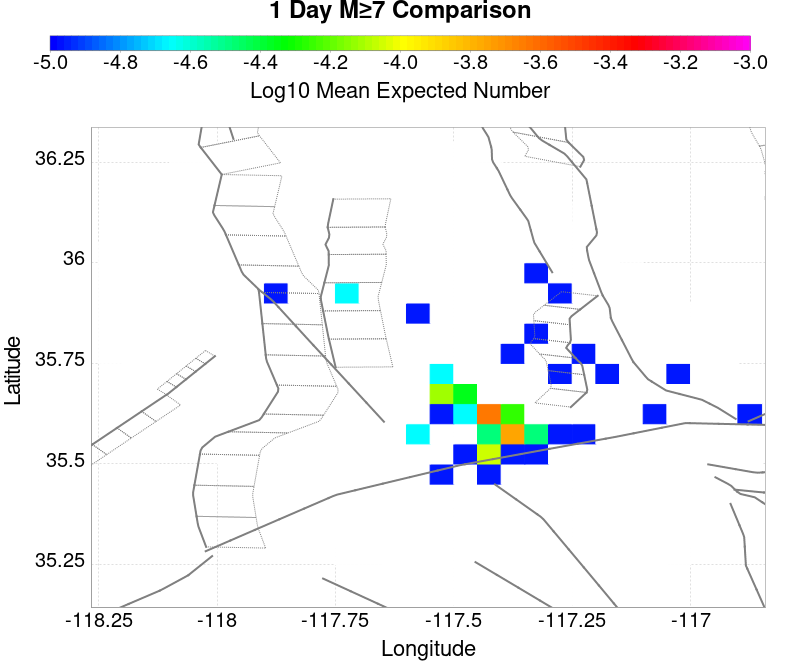 1 Day M≥7 Comparison
-5.0 -4.8 -4.6 -4.4 -4.2 -4.0 -3.8 -3.6 -3.4 -3.2 -3.0
Log10 Mean Expected Number
36.25
36
35.75
35.5
35.25
Latitude
-118.25 -118 -117.75 -117.5 -117.25 -117
Longitude